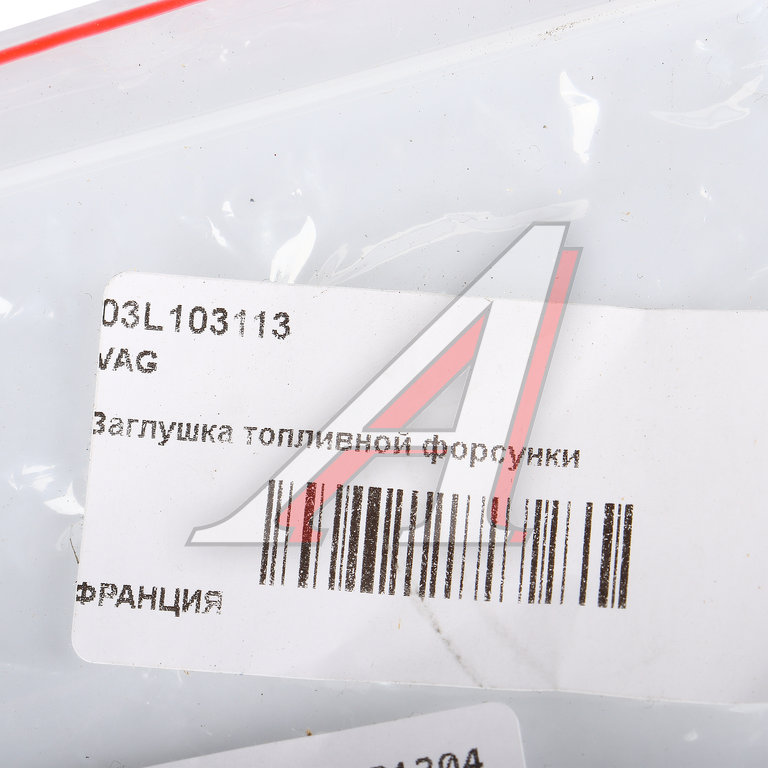 03L103113
VAG
Заглушка топливной форсунки
ФРАНЦИЯ